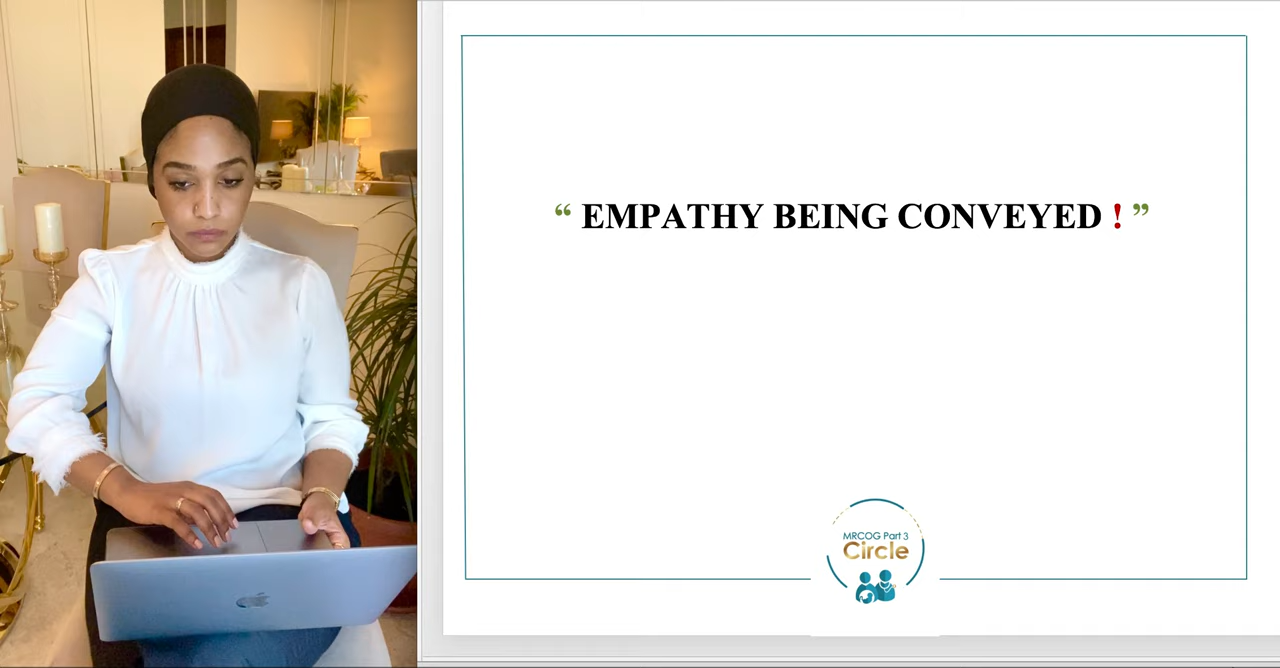 “ EMPATHY BEING CONVEYED ! ”
MRCOG Part 3
Circle